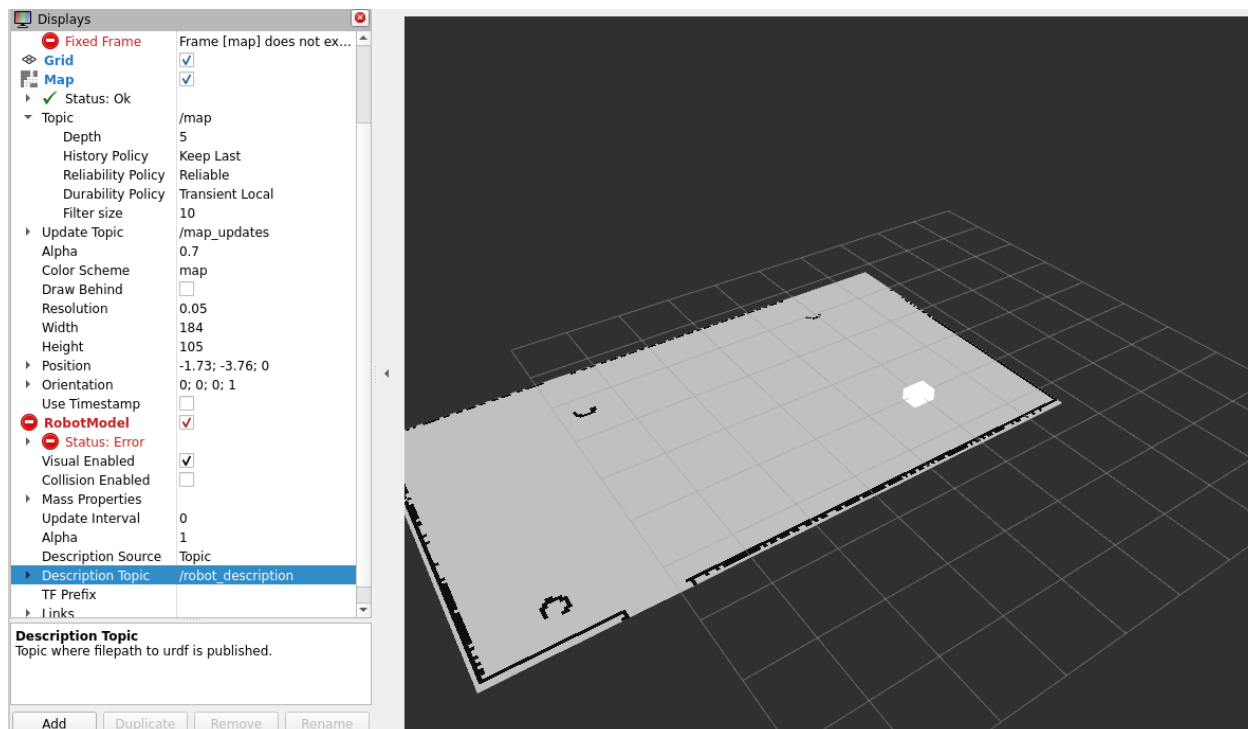 Displays
Fixed Frame Frame [map] does not ex...
Grid
Map
Status: Ok
Topic /map
Depth 5
History Policy Keep Last
Reliability Policy Reliable
Durability Policy Transient Local
Filter size 10
Update Topic /map_updates
Alpha 0.7
Color Scheme map
Draw Behind
Resolution 0.05
Width 184
Height 105
Position -1.73; -3.76; 0
Orientation 0; 0; 0; 1
Use Timestamp
RobotModel
Status: Error
Visual Enabled
Collision Enabled
Mass Properties
Update Interval 0
Alpha 1
Description Source Topic
Description Topic /robot_description
TF Prefix
Links
Description Topic
Topic where filepath to urdf is published.
Add Duplicate Remove Rename